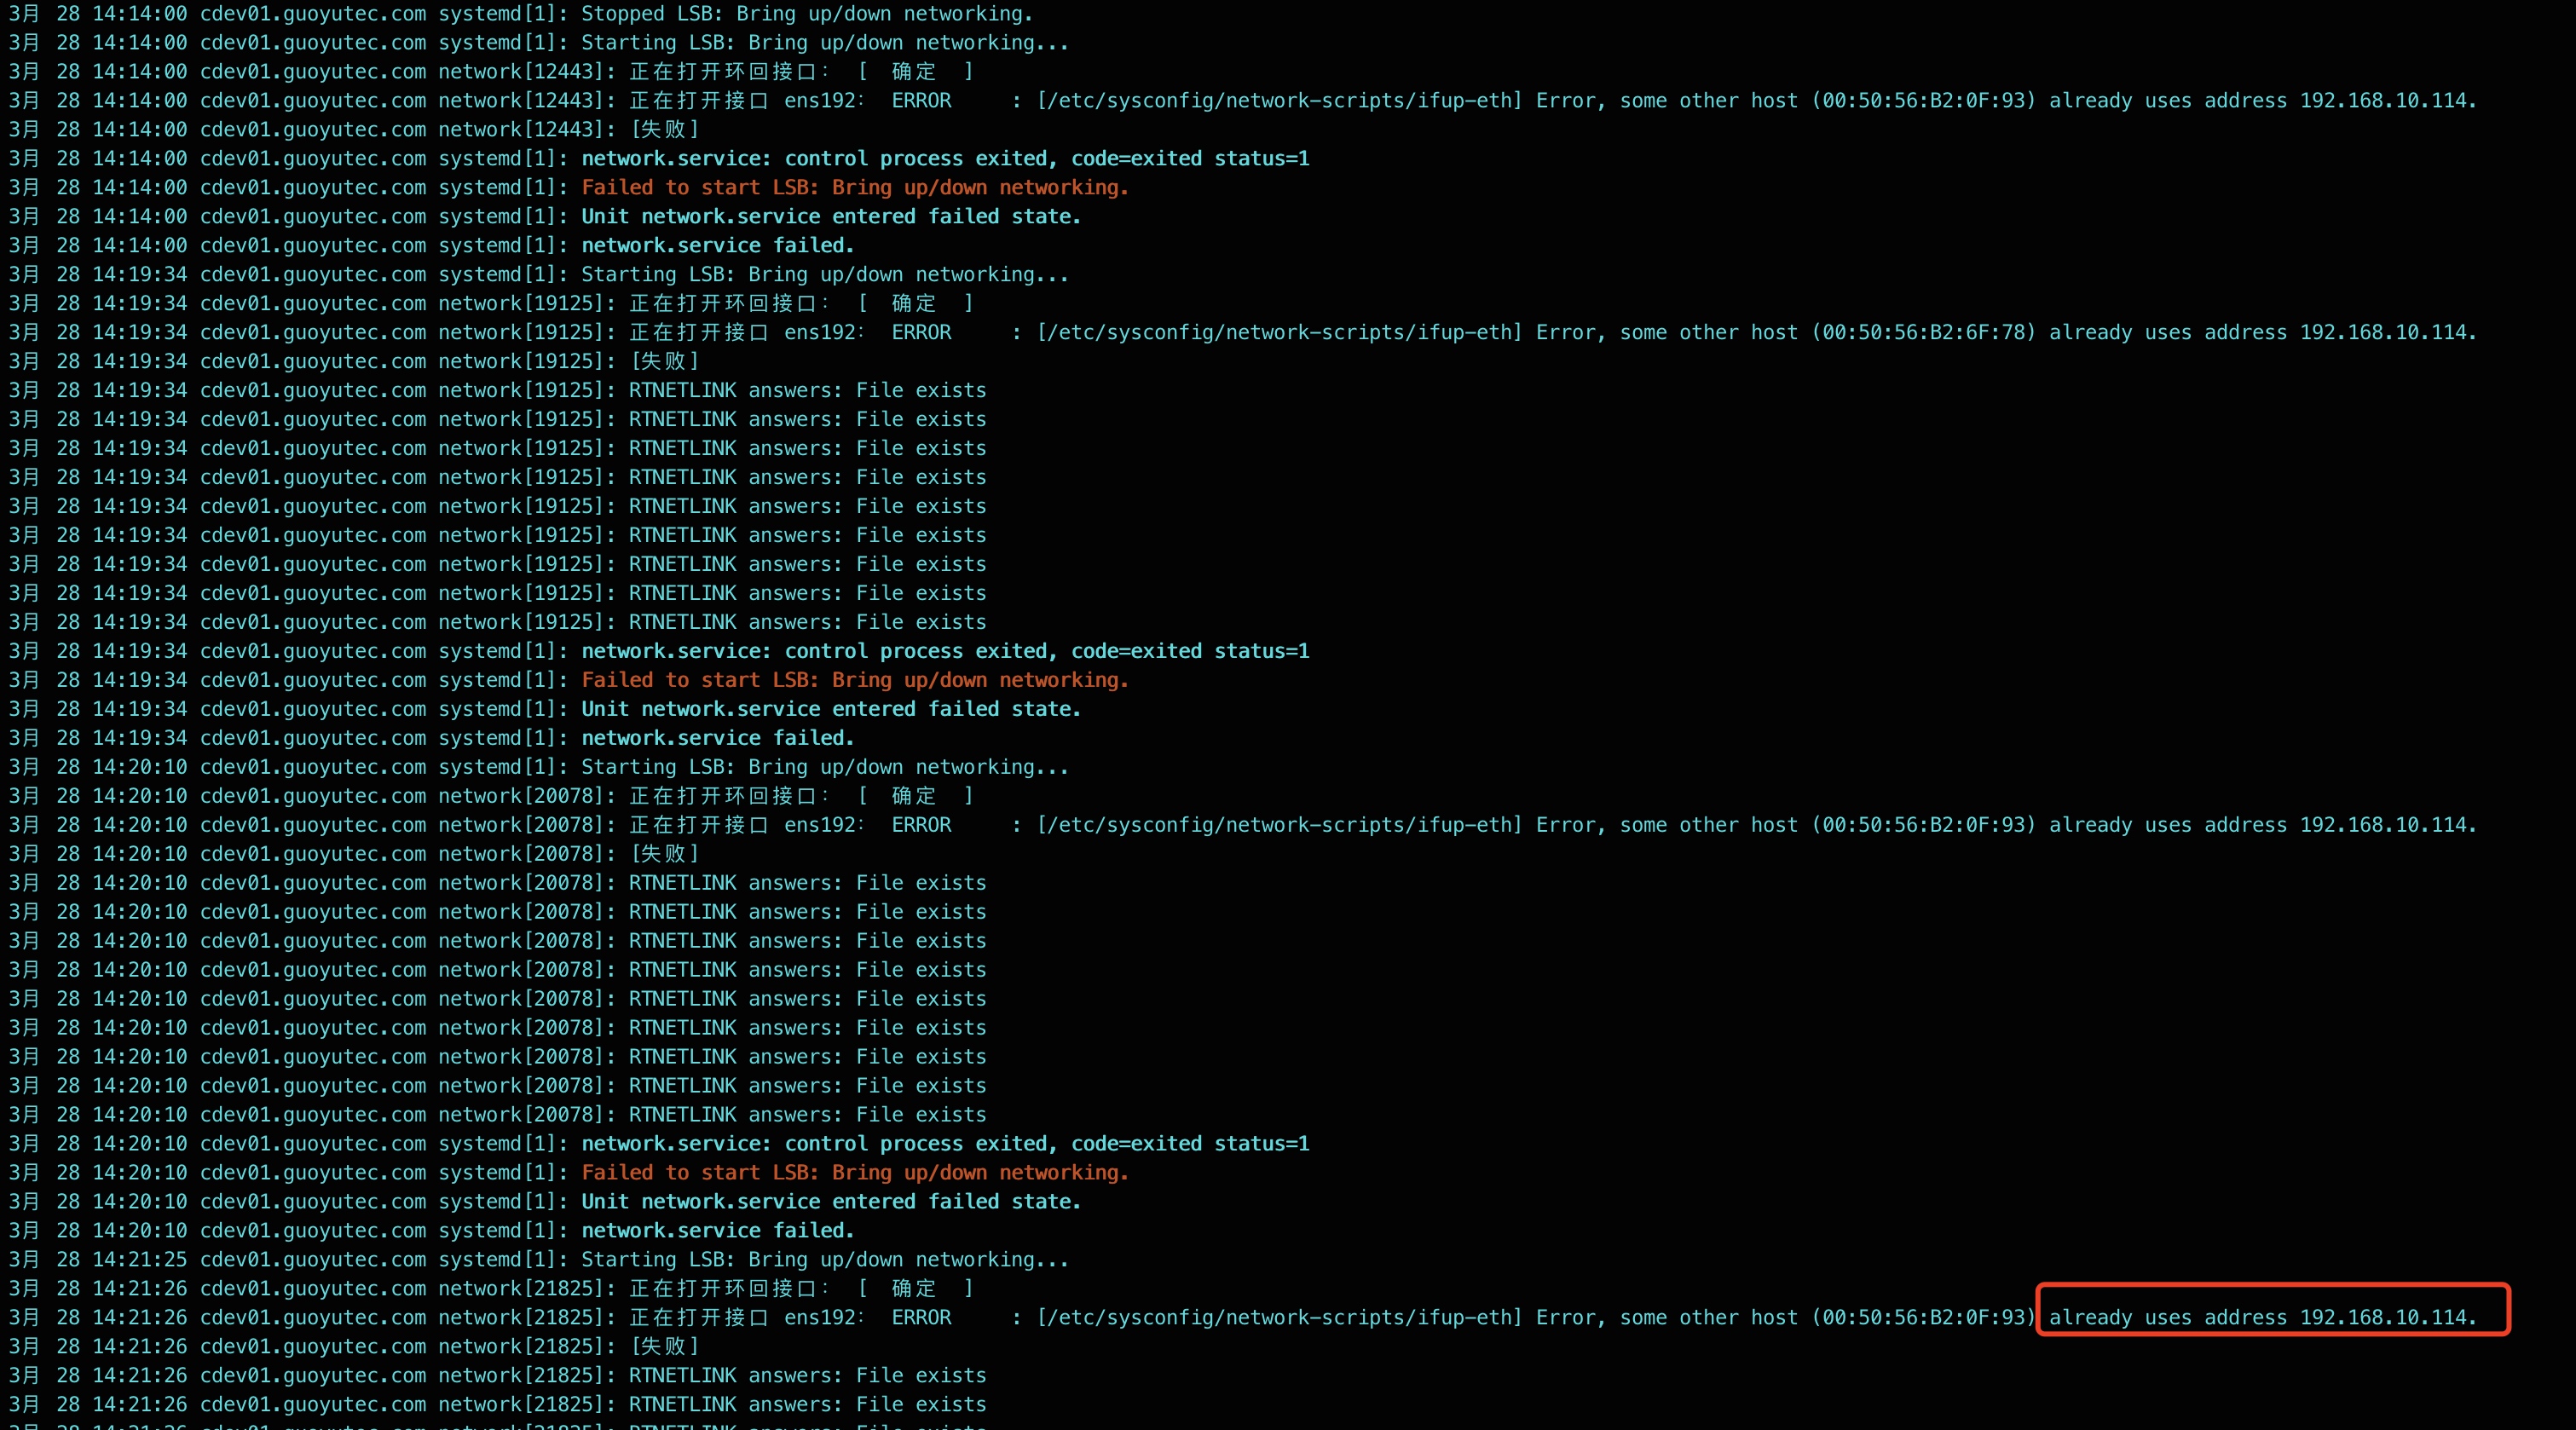 3月 28 14:14:00 cdev01.guoyutec.com systemd[1]: Stopped LSB: Bring up/down networking.
3月 28 14:14:00 cdev01.guoyutec.com systemd[1]: Starting LSB: Bring up/down networking...
3月 28 14:14:00 cdev01.guoyutec.com network[12443]: 正在打开环回接口： [ 确定 ]
3月 28 14:14:00 cdev01.guoyutec.com network[12443]: 正在打开接口 ens192： ERROR : [/etc/sysconfig/network-scripts/ifup-eth] Error, some other host (00:50:56:B2:0F:93) already uses address 192.168.10.114.
3月 28 14:14:00 cdev01.guoyutec.com network[12443]: [失败]
3月 28 14:14:00 cdev01.guoyutec.com systemd[1]: network.service: control process exited, code=exited status=1
3月 28 14:14:00 cdev01.guoyutec.com systemd[1]: Failed to start LSB: Bring up/down networking.
3月 28 14:14:00 cdev01.guoyutec.com systemd[1]: Unit network.service entered failed state.
3月 28 14:14:00 cdev01.guoyutec.com systemd[1]: network.service failed.
3月 28 14:19:34 cdev01.guoyutec.com systemd[1]: Starting LSB: Bring up/down networking...
3月 28 14:19:34 cdev01.guoyutec.com network[19125]: 正在打开环回接口： [ 确定 ]
3月 28 14:19:34 cdev01.guoyutec.com network[19125]: 正在打开接口 ens192： ERROR : [/etc/sysconfig/network-scripts/ifup-eth] Error, some other host (00:50:56:B2:6F:78) already uses address 192.168.10.114.
3月 28 14:19:34 cdev01.guoyutec.com network[19125]: [失败]
3月 28 14:19:34 cdev01.guoyutec.com network[19125]: RTNETLINK answers: File exists
3月 28 14:19:34 cdev01.guoyutec.com network[19125]: RTNETLINK answers: File exists
3月 28 14:19:34 cdev01.guoyutec.com network[19125]: RTNETLINK answers: File exists
3月 28 14:19:34 cdev01.guoyutec.com network[19125]: RTNETLINK answers: File exists
3月 28 14:19:34 cdev01.guoyutec.com network[19125]: RTNETLINK answers: File exists
3月 28 14:19:34 cdev01.guoyutec.com network[19125]: RTNETLINK answers: File exists
3月 28 14:19:34 cdev01.guoyutec.com network[19125]: RTNETLINK answers: File exists
3月 28 14:19:34 cdev01.guoyutec.com network[19125]: RTNETLINK answers: File exists
3月 28 14:19:34 cdev01.guoyutec.com network[19125]: RTNETLINK answers: File exists
3月 28 14:19:34 cdev01.guoyutec.com systemd[1]: network.service: control process exited, code=exited status=1
3月 28 14:19:34 cdev01.guoyutec.com systemd[1]: Failed to start LSB: Bring up/down networking.
3月 28 14:19:34 cdev01.guoyutec.com systemd[1]: Unit network.service entered failed state.
3月 28 14:19:34 cdev01.guoyutec.com systemd[1]: network.service failed.
3月 28 14:20:10 cdev01.guoyutec.com systemd[1]: Starting LSB: Bring up/down networking...
3月 28 14:20:10 cdev01.guoyutec.com network[20078]: 正在打开环回接口： [ 确定 ]
3月 28 14:20:10 cdev01.guoyutec.com network[20078]: 正在打开接口 ens192： ERROR : [/etc/sysconfig/network-scripts/ifup-eth] Error, some other host (00:50:56:B2:0F:93) already uses address 192.168.10.114.
3月 28 14:20:10 cdev01.guoyutec.com network[20078]: [失败]
3月 28 14:20:10 cdev01.guoyutec.com network[20078]: RTNETLINK answers: File exists
3月 28 14:20:10 cdev01.guoyutec.com network[20078]: RTNETLINK answers: File exists
3月 28 14:20:10 cdev01.guoyutec.com network[20078]: RTNETLINK answers: File exists
3月 28 14:20:10 cdev01.guoyutec.com network[20078]: RTNETLINK answers: File exists
3月 28 14:20:10 cdev01.guoyutec.com network[20078]: RTNETLINK answers: File exists
3月 28 14:20:10 cdev01.guoyutec.com network[20078]: RTNETLINK answers: File exists
3月 28 14:20:10 cdev01.guoyutec.com network[20078]: RTNETLINK answers: File exists
3月 28 14:20:10 cdev01.guoyutec.com network[20078]: RTNETLINK answers: File exists
3月 28 14:20:10 cdev01.guoyutec.com network[20078]: RTNETLINK answers: File exists
3月 28 14:20:10 cdev01.guoyutec.com systemd[1]: network.service: control process exited, code=exited status=1
3月 28 14:20:10 cdev01.guoyutec.com systemd[1]: Failed to start LSB: Bring up/down networking.
3月 28 14:20:10 cdev01.guoyutec.com systemd[1]: Unit network.service entered failed state.
3月 28 14:20:10 cdev01.guoyutec.com systemd[1]: network.service failed.
3月 28 14:21:25 cdev01.guoyutec.com systemd[1]: Starting LSB: Bring up/down networking...
3月 28 14:21:26 cdev01.guoyutec.com network[21825]: 正在打开环回接口： [ 确定 ]
3月 28 14:21:26 cdev01.guoyutec.com network[21825]: 正在打开接口 ens192： ERROR : [/etc/sysconfig/network-scripts/ifup-eth] Error, some other host (00:50:56:B2:0F:93) already uses address 192.168.10.114.
3月 28 14:21:26 cdev01.guoyutec.com network[21825]: [失败]
3月 28 14:21:26 cdev01.guoyutec.com network[21825]: RTNETLINK answers: File exists
3月 28 14:21:26 cdev01.guoyutec.com network[21825]: RTNETLINK answers: File exists